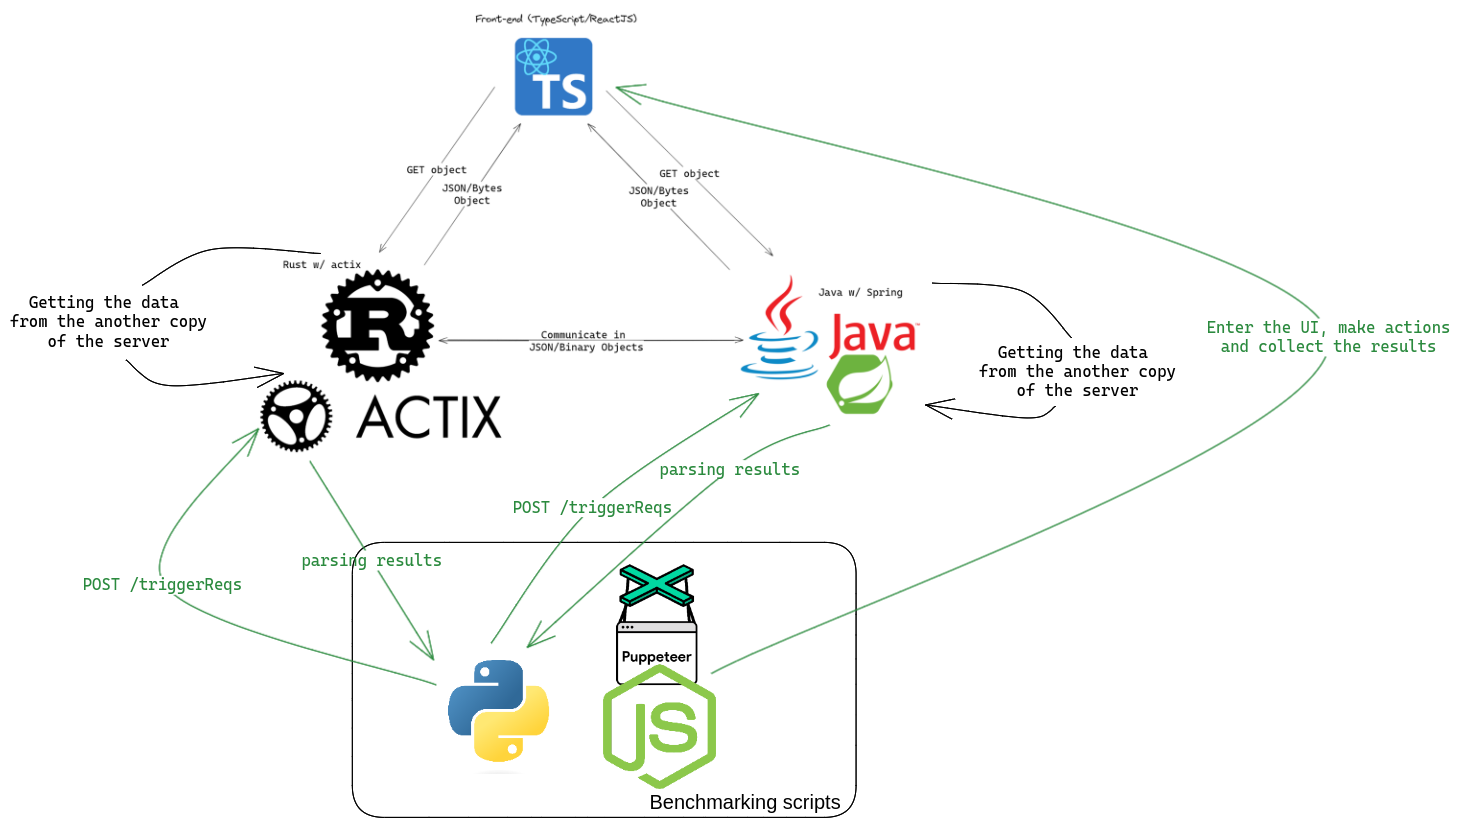 Front-end (TypeScript/ReactJS)
TS
GET object
JSON/Bytes
Object
GET object
JSON/Bytes
Object
Rust w/ actix
R
ACTIX
Getting the data
from the another copy
of the server
Communicate in
JSON/Binary Objects
Java w/ Spring
Java™
Getting the data
from the another copy
of the server
Enter the UI, make actions
and collect the results
parsing results
POST /triggerReqs
parsing results
POST /triggerReqs
Puppeteer
JS
Benchmarking scripts